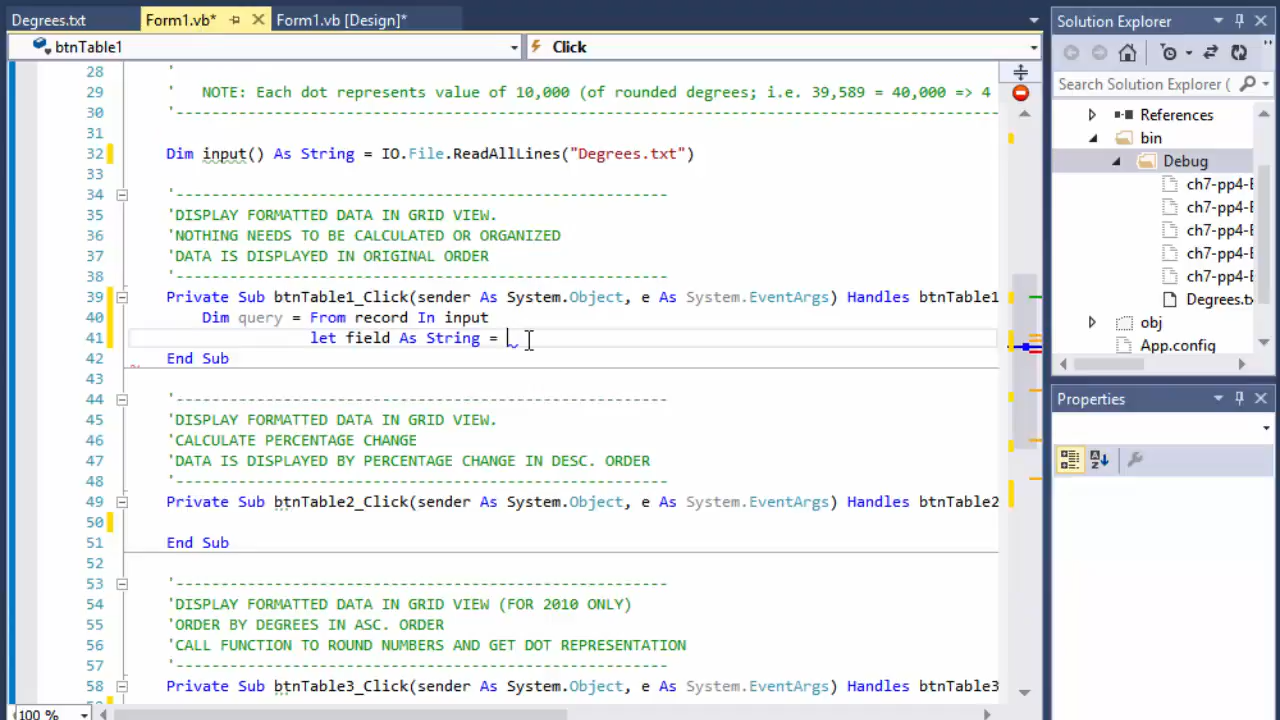 Degrees.txt
Form1.vb*
Form1.vb [Design]*
Solution Explorer
btnTable1
Click
Search Solution Explorer (
References
bin
Debug
ch7-pp4-E
ch7-pp4-E
ch7-pp4-E
ch7-pp4-E
ch7-pp4-E
Degrees.tx
obj
App.config
Properties
28 '
29 ' NOTE: Each dot represents value of 10,000 (of rounded degrees; i.e. 39,589 = 40,000 => 4
30 '---------------------------------------------------------------------------------------------
31
32 Dim input() As String = IO.File.ReadAllLines("Degrees.txt")
33
34 '-------------------------------------------------------
35 'DISPLAY FORMATTED DATA IN GRID VIEW.
36 'NOTHING NEEDS TO BE CALCULATED OR ORGANIZED
37 'DATA IS DISPLAYED IN ORIGINAL ORDER
38 '-------------------------------------------------------
39 Private Sub btnTable1_Click(sender As System.Object, e As System.EventArgs) Handles btnTable1
40 Dim query = From record In input
41 let field As String =
42 End Sub
43
44 '-------------------------------------------------------
45 'DISPLAY FORMATTED DATA IN GRID VIEW.
46 'CALCULATE PERCENTAGE CHANGE
47 'DATA IS DISPLAYED BY PERCENTAGE CHANGE IN DESC. ORDER
48 '-------------------------------------------------------
49 Private Sub btnTable2_Click(sender As System.Object, e As System.EventArgs) Handles btnTable2
50
51 End Sub
52
53 '-------------------------------------------------------
54 'DISPLAY FORMATTED DATA IN GRID VIEW (FOR 2010 ONLY)
55 'ORDER BY DEGREES IN ASC. ORDER
56 'CALL FUNCTION TO ROUND NUMBERS AND GET DOT REPRESENTATION
57 '-------------------------------------------------------
58 Private Sub btnTable3_Click(sender As System.Object, e As System.EventArgs) Handles btnTable3
100 %